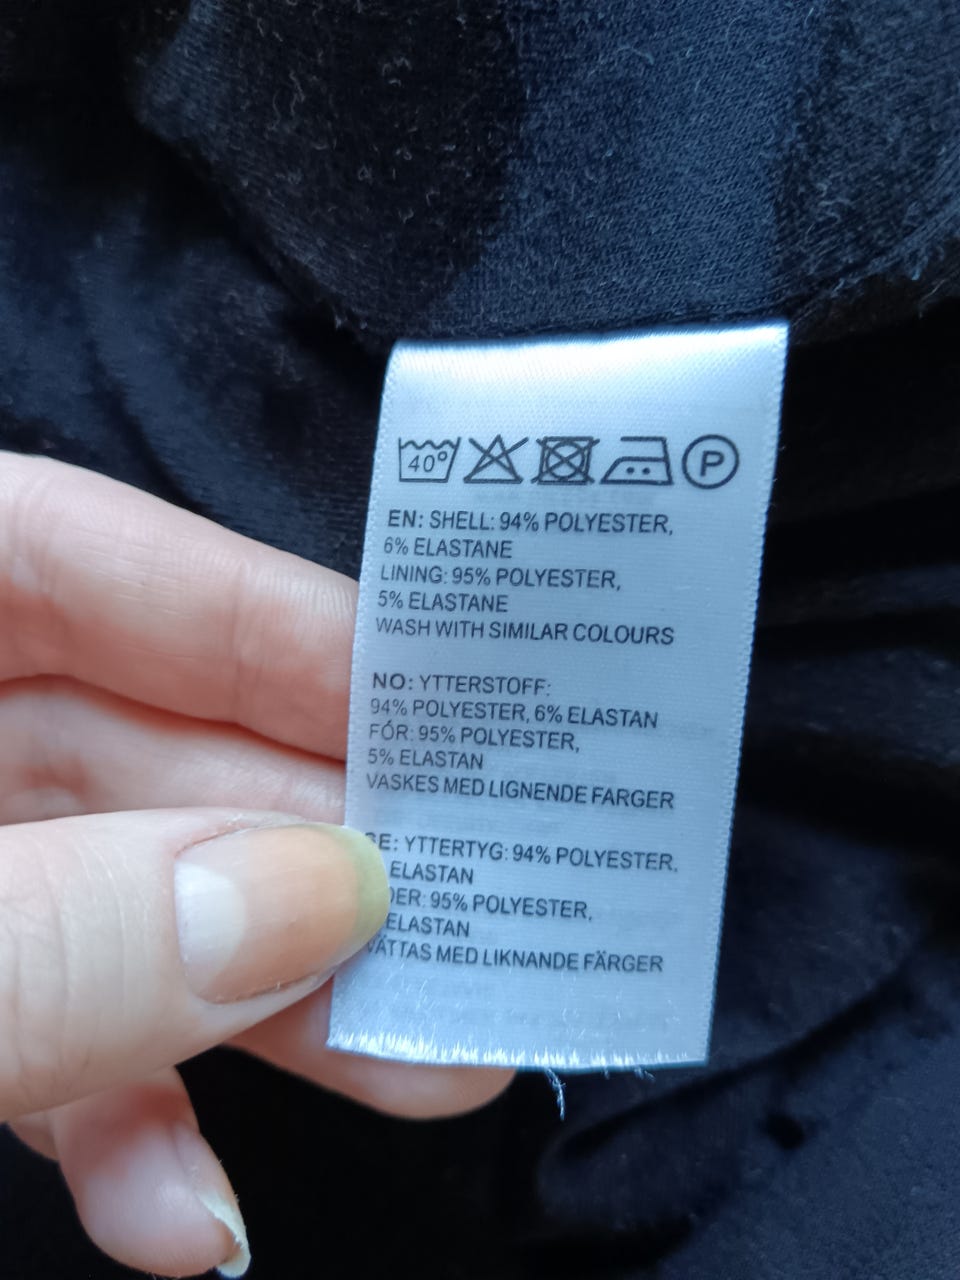 40°
P
EN: SHELL: 94% POLYESTER,
6% ELASTANE
LINING: 95% POLYESTER,
5% ELASTANE
WASH WITH SIMILAR COLOURS
NO: YTTERSTOFF:
94% POLYESTER, 6% ELASTAN
FÓR: 95% POLYESTER,
5% ELASTAN
VASKES MED LIGNENDE FARGER
SE: YTTERTYG: 94% POLYESTER,
ELASTAN
95% POLYESTER,
ELASTAN
TVÄTTAS MED LIKNANDE FÄRGER